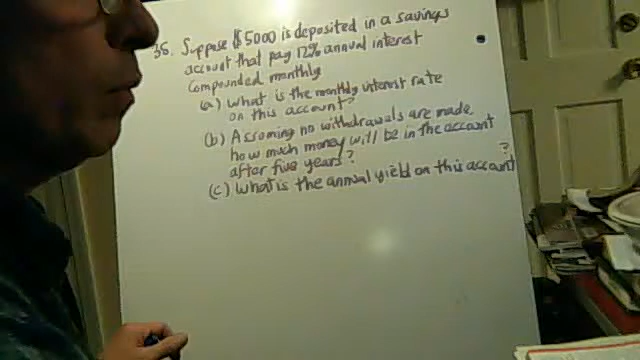 35. Suppose $5000 is deposited in a savings
account that pay 12% annual interest
compounded monthly
(a) What is the monthly interest rate
on this account?
(b) Assuming no withdrawals are made,
how much money will be in the account
after five years?
(c) What is the annual yield on this account?